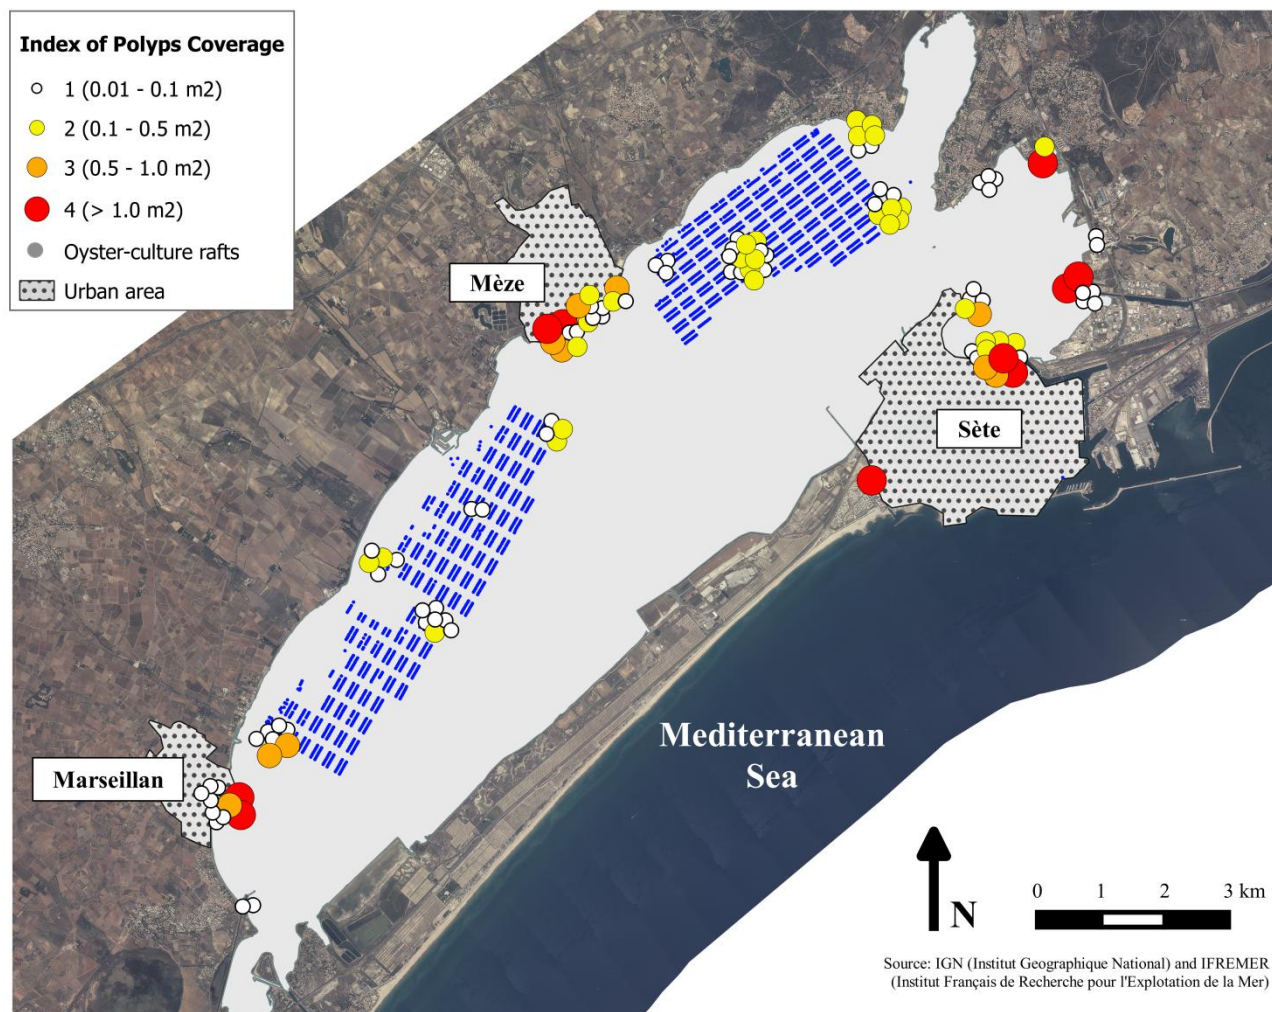 Index of Polyps Coverage
1 (0.01 - 0.1 m2)
2 (0.1 - 0.5 m2)
3 (0.5 - 1.0 m2)
4 (> 1.0 m2)
Oyster-culture rafts
Urban area
Mèze
Sète
Marseillan
Mediterranean
Sea
N
0 1 2 3 km
Source: IGN (Institut Geographique National) and IFREMER
(Institut Français de Recherche pour l'Explotation de la Mer)